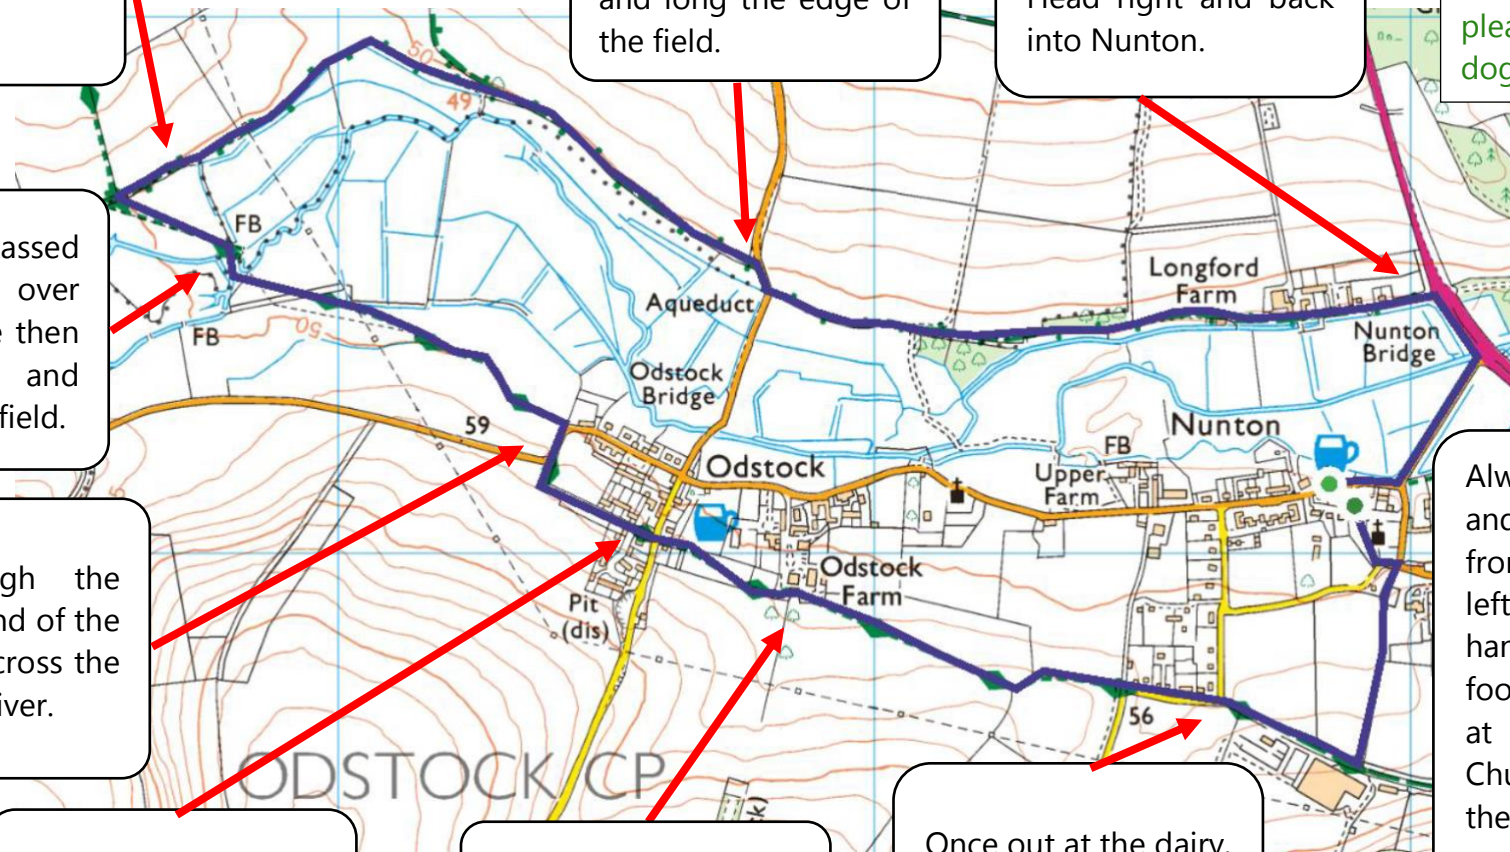 and long the edge of
the field.
Head right and back
into Nunton.
plea
dog
50
49
FB
assed
over
then
and
field.
FB
50
59
Aqueduct
Odstock
Bridge
Longford
Farm
Nunton
Bridge
Nunton
FB
Upper
Farm
Odstock
Odstock
Farm
Pit
(dis)
56
ODSTOCK CP
gh the
nd of the
cross the
iver.
Once out at the dairy,
Alw
and
from
left
han
foo
at
Chu
the